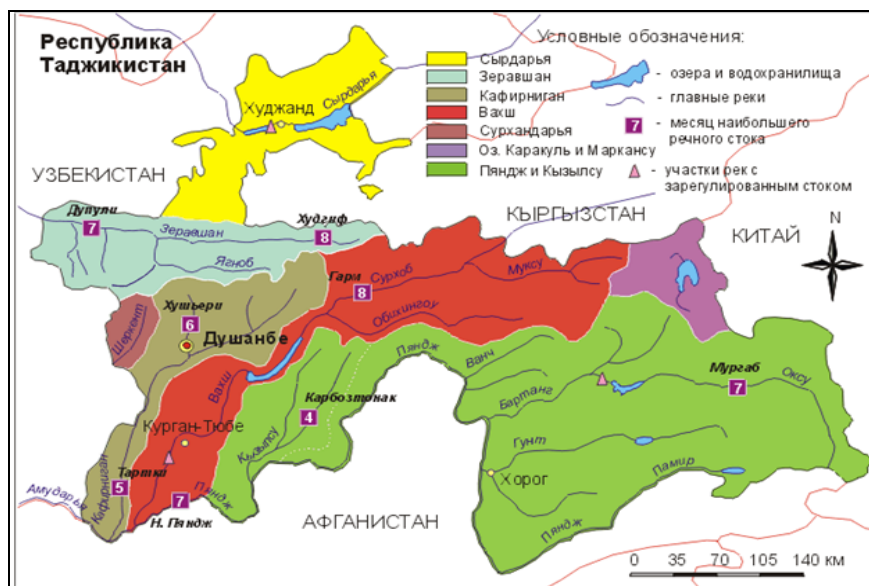 Республика
Таджикистан
Условные обозначения:
Сырдарья
Зеравшан
Кафирниган
Вахш
Сурхандарья
Оз. Каракуль и Маркансу
Пяндж и Кызылсу
- озера и водохранилища
- главные реки
7
- месяц наибольшего
речного стока
- участки рек с
зарегулированным стоком
Худжанд
Сырдарья
УЗБЕКИСТАН
КЫРГЫЗСТАН
КИТАЙ
N
Дупули
7
Зеравшан
Худгиф
8
Ягноб
Гарм
8
Сурхоб
Муксу
Обихингоу
Шеркент
Хушьери
6
Душанбе
Вахш
Пяндж
Ванч
Бартанг
Мургаб
7
Оксу
Карбозтонак
4
Кызылсу
Курган-Тюбе
Гунт
Хорог
Памир
Тартки
5
Кафирниган
Амударья
7
Пяндж
Н. Пяндж
АФГАНИСТАН
Пяндж
0 35 70 105 140 км